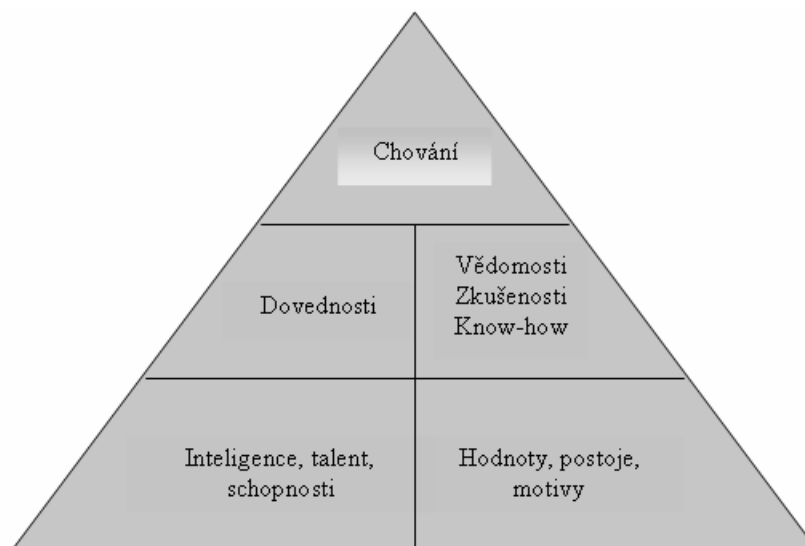 Chování
Dovednosti
Vědomosti
Zkušenosti
Know-how
Inteligence, talent,
schopnosti
Hodnoty, postoje,
motivy